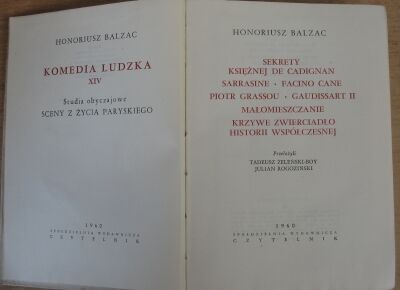 HONORIUSZ BALZAC
KOMEDIA LUDZKA
XIV
Studia obyczajowe
SCENY Z ŻYCIA PARYSKIEGO
1960
SPÓŁDZIELNIA WYDAWNICZA
CZYTELNIK
HONORIUSZ BALZAC
SEKRETY
KSIĘŻNEJ DE CADIGNAN
SARRASINE · FACINO CANE
PIOTR GRASSOU · GAUDISSART II
MAŁOMIESZCZANIE
KRZYWE ZWIERCIADŁO
HISTORII WSPÓŁCZESNEJ
Przełożyli
TADEUSZ ŻELEŃSKI-BOY
JULIAN ROGOZIŃSKI
1960
SPÓŁDZIELNIA WYDAWNICZA
CZYTELNIK